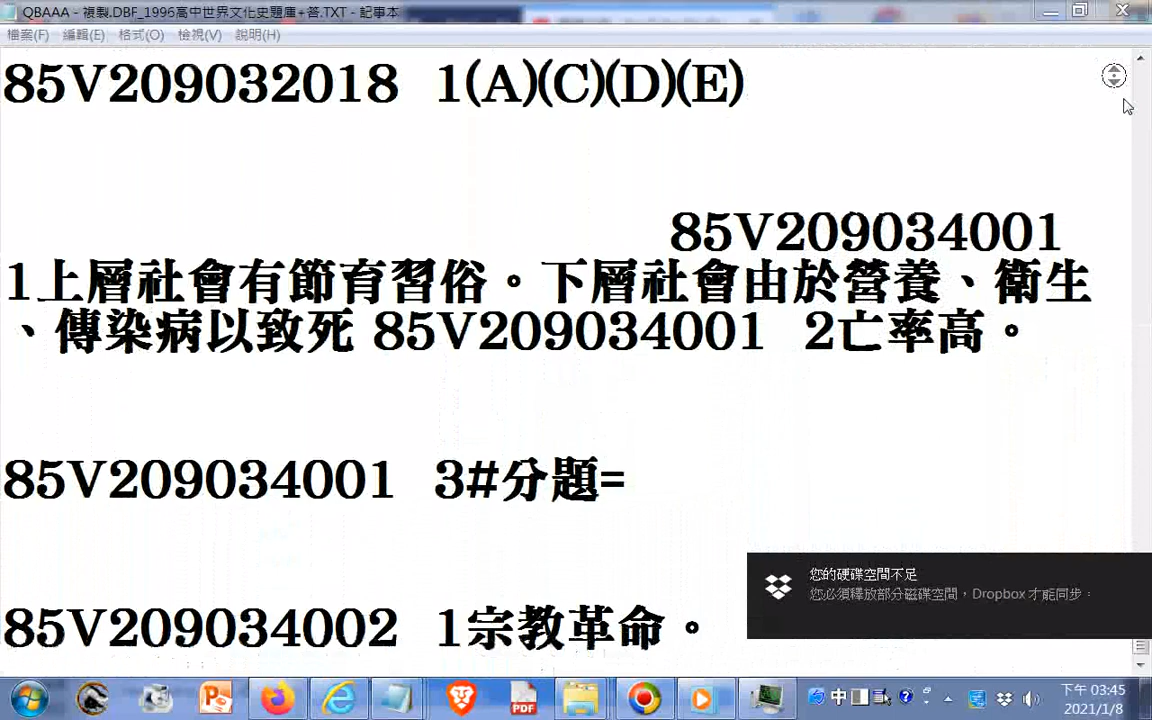 QBAAA - 複製.DBF_1996高中世界文化史題庫+答.TXT - 記事本
檔案(F) 編輯(E) 格式(O) 檢視(V) 說明(H)
85V209032018 1(A)(C)(D)(E)
85V209034001
1上層社會有節育習俗。下層社會由於營養、衛生
、傳染病以致死 85V209034001 2亡率高。
85V209034001 3#分題=
您的硬碟空間不足
您必須釋放部分磁碟空間，Dropbox 才能同步。
85V209034002 1宗教革命。
PDF
中
下午 03:45
2021/1/8